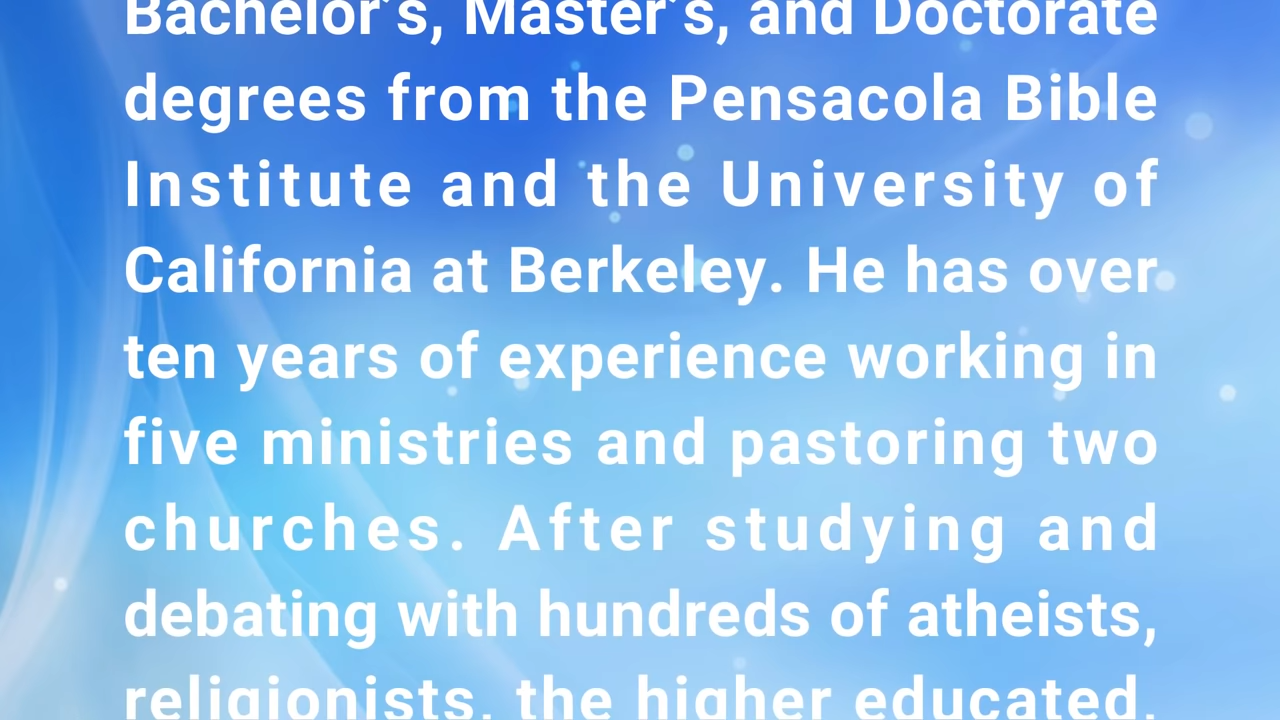 Bachelor's, Master's, and Doctorate
degrees from the Pensacola Bible
Institute and the University of
California at Berkeley. He has over
ten years of experience working in
five ministries and pastoring two
churches. After studying and
debating with hundreds of atheists,
religionists, the higher educated,